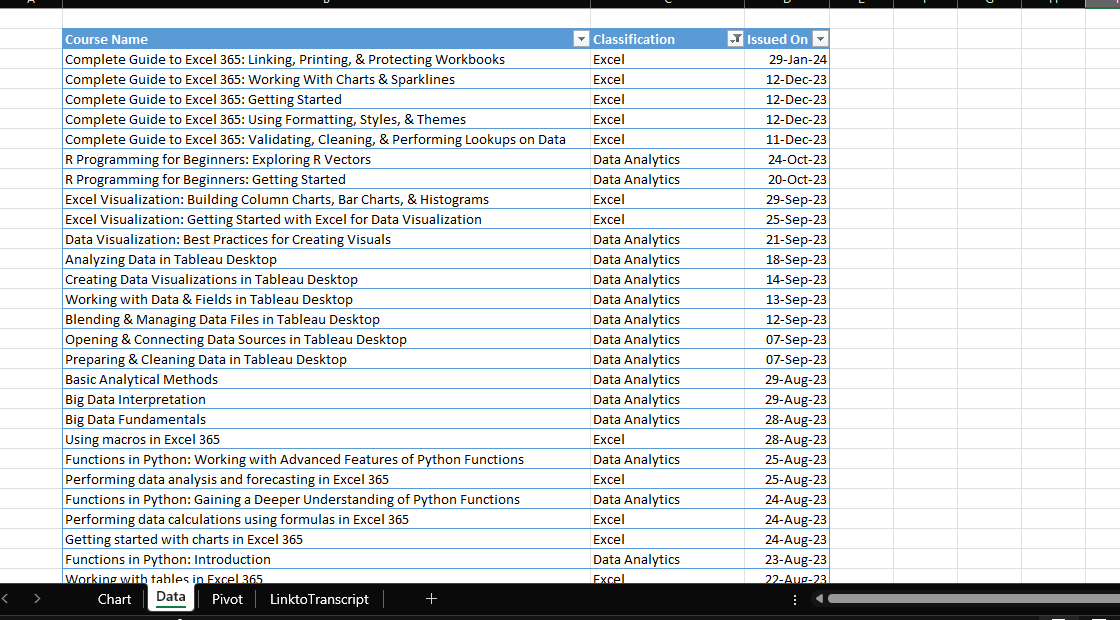 Course Name Classification Issued On
Complete Guide to Excel 365: Linking, Printing, & Protecting Workbooks Excel 29-Jan-24
Complete Guide to Excel 365: Working With Charts & Sparklines Excel 12-Dec-23
Complete Guide to Excel 365: Getting Started Excel 12-Dec-23
Complete Guide to Excel 365: Using Formatting, Styles, & Themes Excel 12-Dec-23
Complete Guide to Excel 365: Validating, Cleaning, & Performing Lookups on Data Excel 11-Dec-23
R Programming for Beginners: Exploring R Vectors Data Analytics 24-Oct-23
R Programming for Beginners: Getting Started Data Analytics 20-Oct-23
Excel Visualization: Building Column Charts, Bar Charts, & Histograms Excel 29-Sep-23
Excel Visualization: Getting Started with Excel for Data Visualization Excel 25-Sep-23
Data Visualization: Best Practices for Creating Visuals Data Analytics 21-Sep-23
Analyzing Data in Tableau Desktop Data Analytics 18-Sep-23
Creating Data Visualizations in Tableau Desktop Data Analytics 14-Sep-23
Working with Data & Fields in Tableau Desktop Data Analytics 13-Sep-23
Blending & Managing Data Files in Tableau Desktop Data Analytics 12-Sep-23
Opening & Connecting Data Sources in Tableau Desktop Data Analytics 07-Sep-23
Preparing & Cleaning Data in Tableau Desktop Data Analytics 07-Sep-23
Basic Analytical Methods Data Analytics 29-Aug-23
Big Data Interpretation Data Analytics 29-Aug-23
Big Data Fundamentals Data Analytics 28-Aug-23
Using macros in Excel 365 Excel 28-Aug-23
Functions in Python: Working with Advanced Features of Python Functions Data Analytics 25-Aug-23
Performing data analysis and forecasting in Excel 365 Excel 25-Aug-23
Functions in Python: Gaining a Deeper Understanding of Python Functions Data Analytics 24-Aug-23
Performing data calculations using formulas in Excel 365 Excel 24-Aug-23
Getting started with charts in Excel 365 Excel 24-Aug-23
Functions in Python: Introduction Data Analytics 23-Aug-23
Working with tables in Excel 365 Excel 22-Aug-23
Chart Data Pivot LinktoTranscript